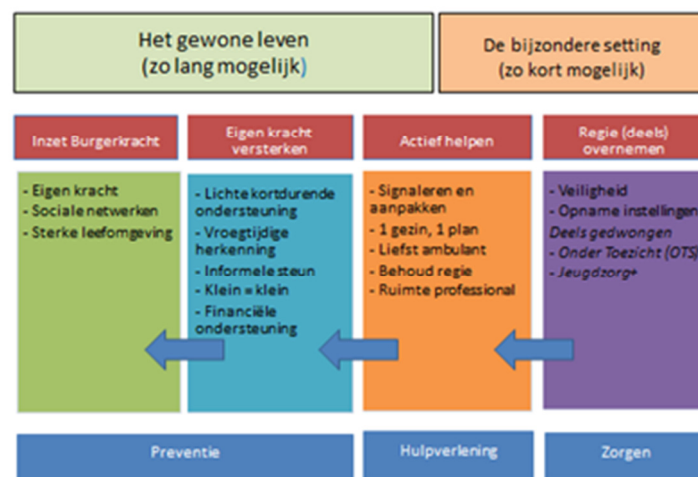 Het gewone leven
(zo lang mogelijk)
De bijzondere setting
(zo kort mogelijk)
Inzet Burgerkracht
Eigen kracht
versterken
Actief helpen
Regie (deels)
overnemen
- Eigen kracht
- Sociale netwerken
- Sterke leefomgeving
- Lichte kortdurende
ondersteuning
- Vroegtijdige
herkenning
- Informele steun
- Klein = klein
- Financiële
ondersteuning
- Signaleren en
aanpakken
- 1 gezin, 1 plan
- Liefst ambulant
- Behoud regie
- Ruimte professional
- Veiligheid
- Opname instellingen
Deels gedwongen
- Onder Toezicht (OTS)
- Jeugdzorg+
Preventie
Hulpverlening
Zorgen